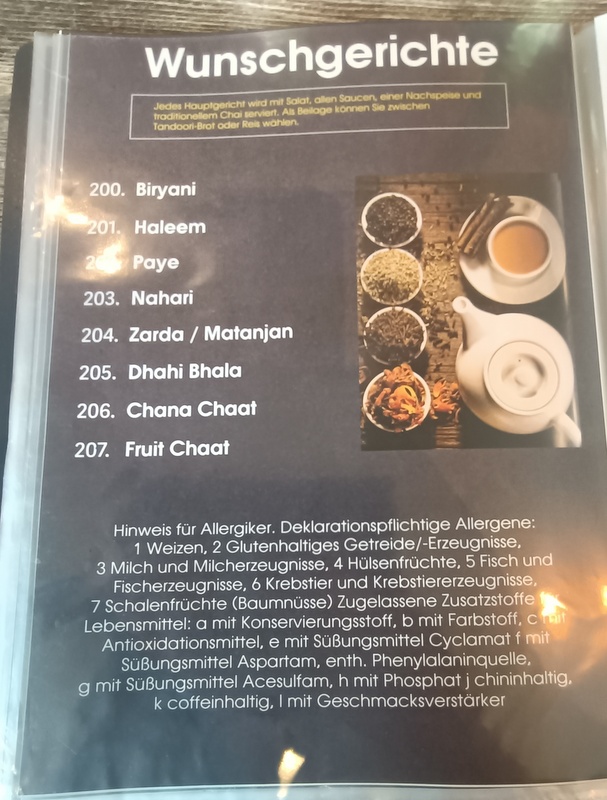 Wunschgerichte
Jedes Hauptgericht wird mit Salat, allen Saucen, einer Nachspeise und
traditionellem Chai serviert. Als Beilage können Sie zwischen
Tandoori-Brot oder Reis wählen.
200. Biryani
201. Haleem
Paye
203. Nahari
204. Zarda / Matanjan
205. Dhahi Bhala
206. Chana Chaat
207. Fruit Chaat
Hinweis für Allergiker. Deklarationspflichtige Allergene:
1 Weizen, 2 Glutenhaltiges Getreide/-Erzeugnisse,
3 Milch und Milcherzeugnisse, 4 Hülsenfrüchte, 5 Fisch und
Fischerzeugnisse, 6 Krebstier und Krebstiererzeugnisse,
7 Schalenfrüchte (Baumnüsse) Zugelassene Zusatzstoffe
Lebensmittel: a mit Konservierungsstoff, b mit Farbstoff, c mit
Antioxidationsmittel, e mit Süßungsmittel Cyclamat f mit
Süßungsmittel Aspartam, enth. Phenylalaninquelle,
g mit Süßungsmittel Acesulfam, h mit Phosphat j chininhaltig,
k coffeinhaltig, l mit Geschmacksverstärker